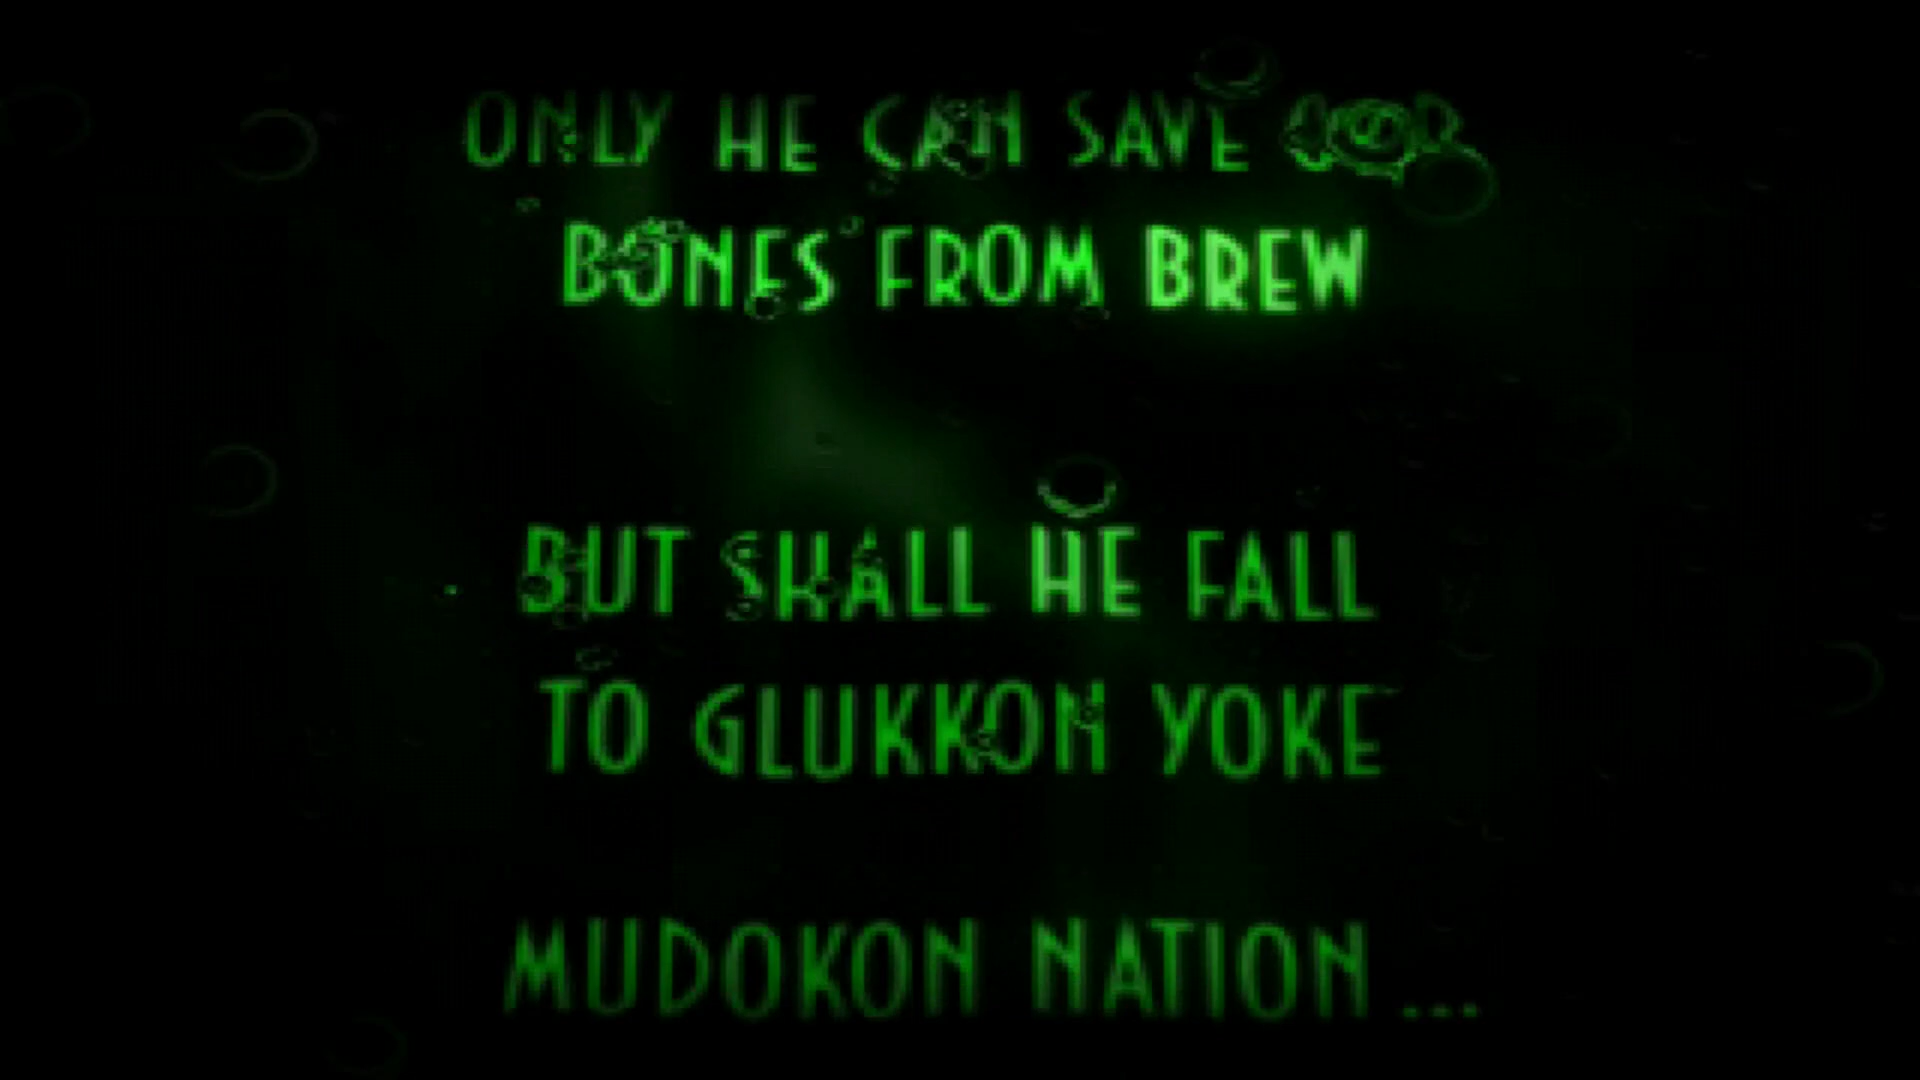 ONLY HE CAN SAVE
BONES FROM BREW
BUT SHALL HE FALL
TO GLUKKON YOKE
MUDOKON NATION ...